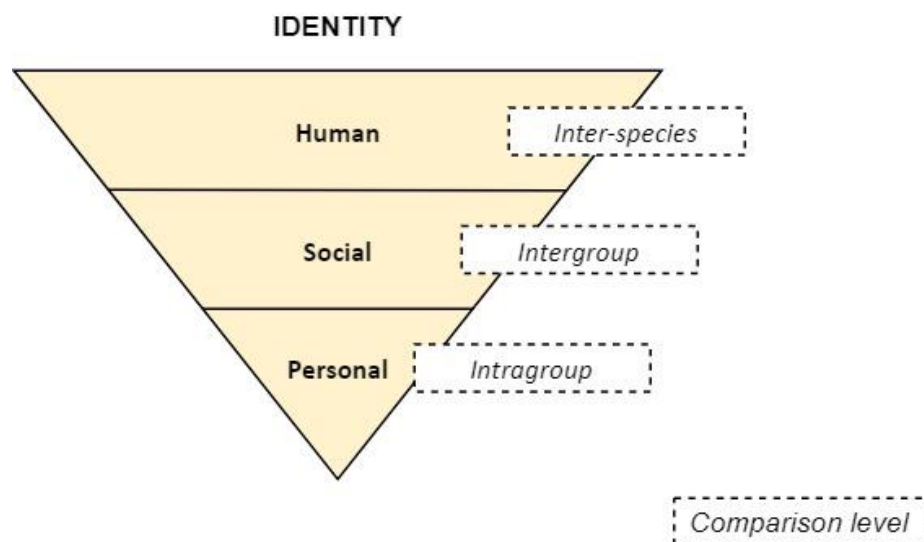 IDENTITY
Human
Inter-species
Social
Intergroup
Personal
Intragroup
Comparison level